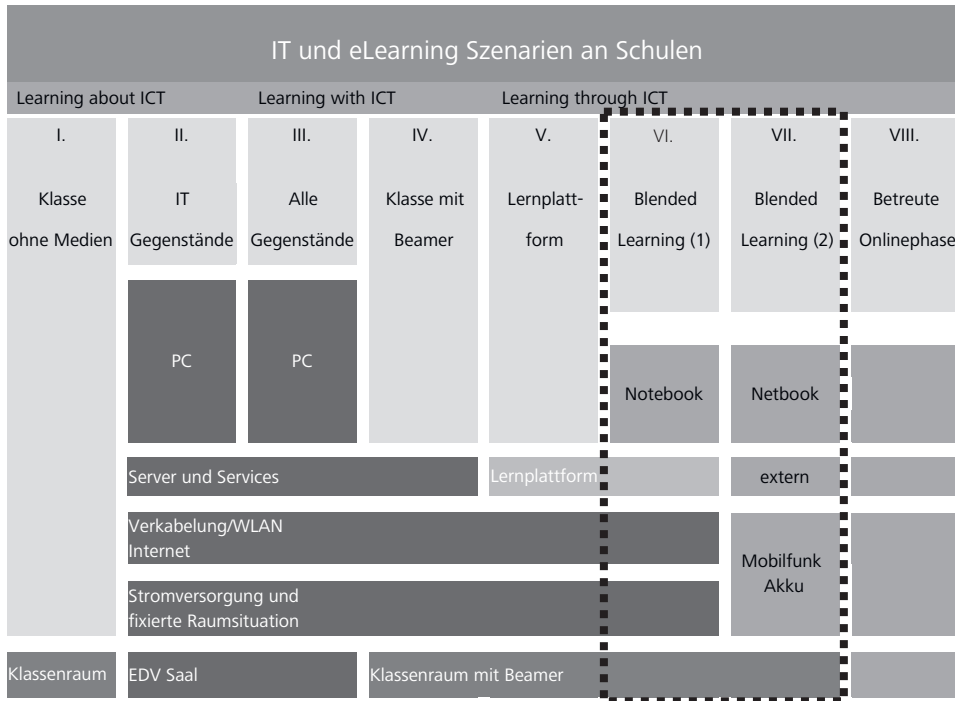 IT und eLearning Szenarien an Schulen
Learning about ICT Learning with ICT Learning through ICT
I. II. III. IV. V. VI. VII. VIII.
Klasse IT Alle Klasse mit Lernplatt- Blended Blended Betreute
ohne Medien Gegenstände Gegenstände Beamer form Learning (1) Learning (2) Onlinephase
PC PC
Notebook Netbook
Server und Services Lernplattform extern
Verkabelung/WLAN
Internet
Mobilfunk
Akku
Stromversorgung und
fixierte Raumsituation
Klassenraum EDV Saal Klassenraum mit Beamer